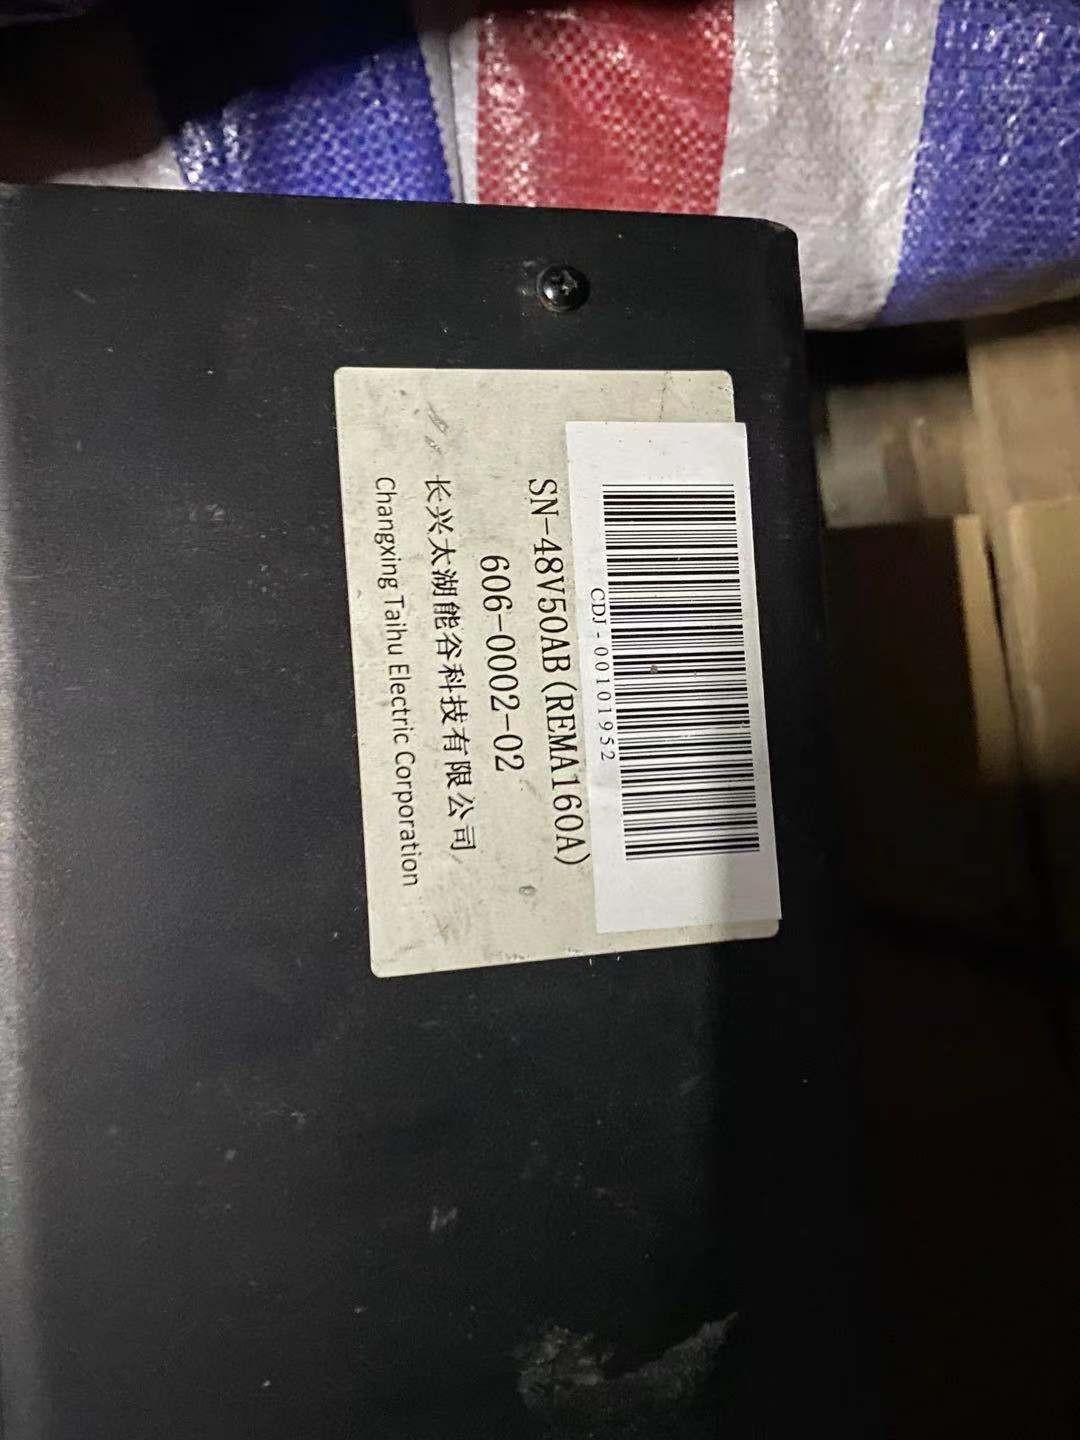 CDJ-00101952
SN-48V50AB(REMA160A)
606-0002-02
长兴太湖能谷科技有限公司
Changxing Taihu Electric Corporation